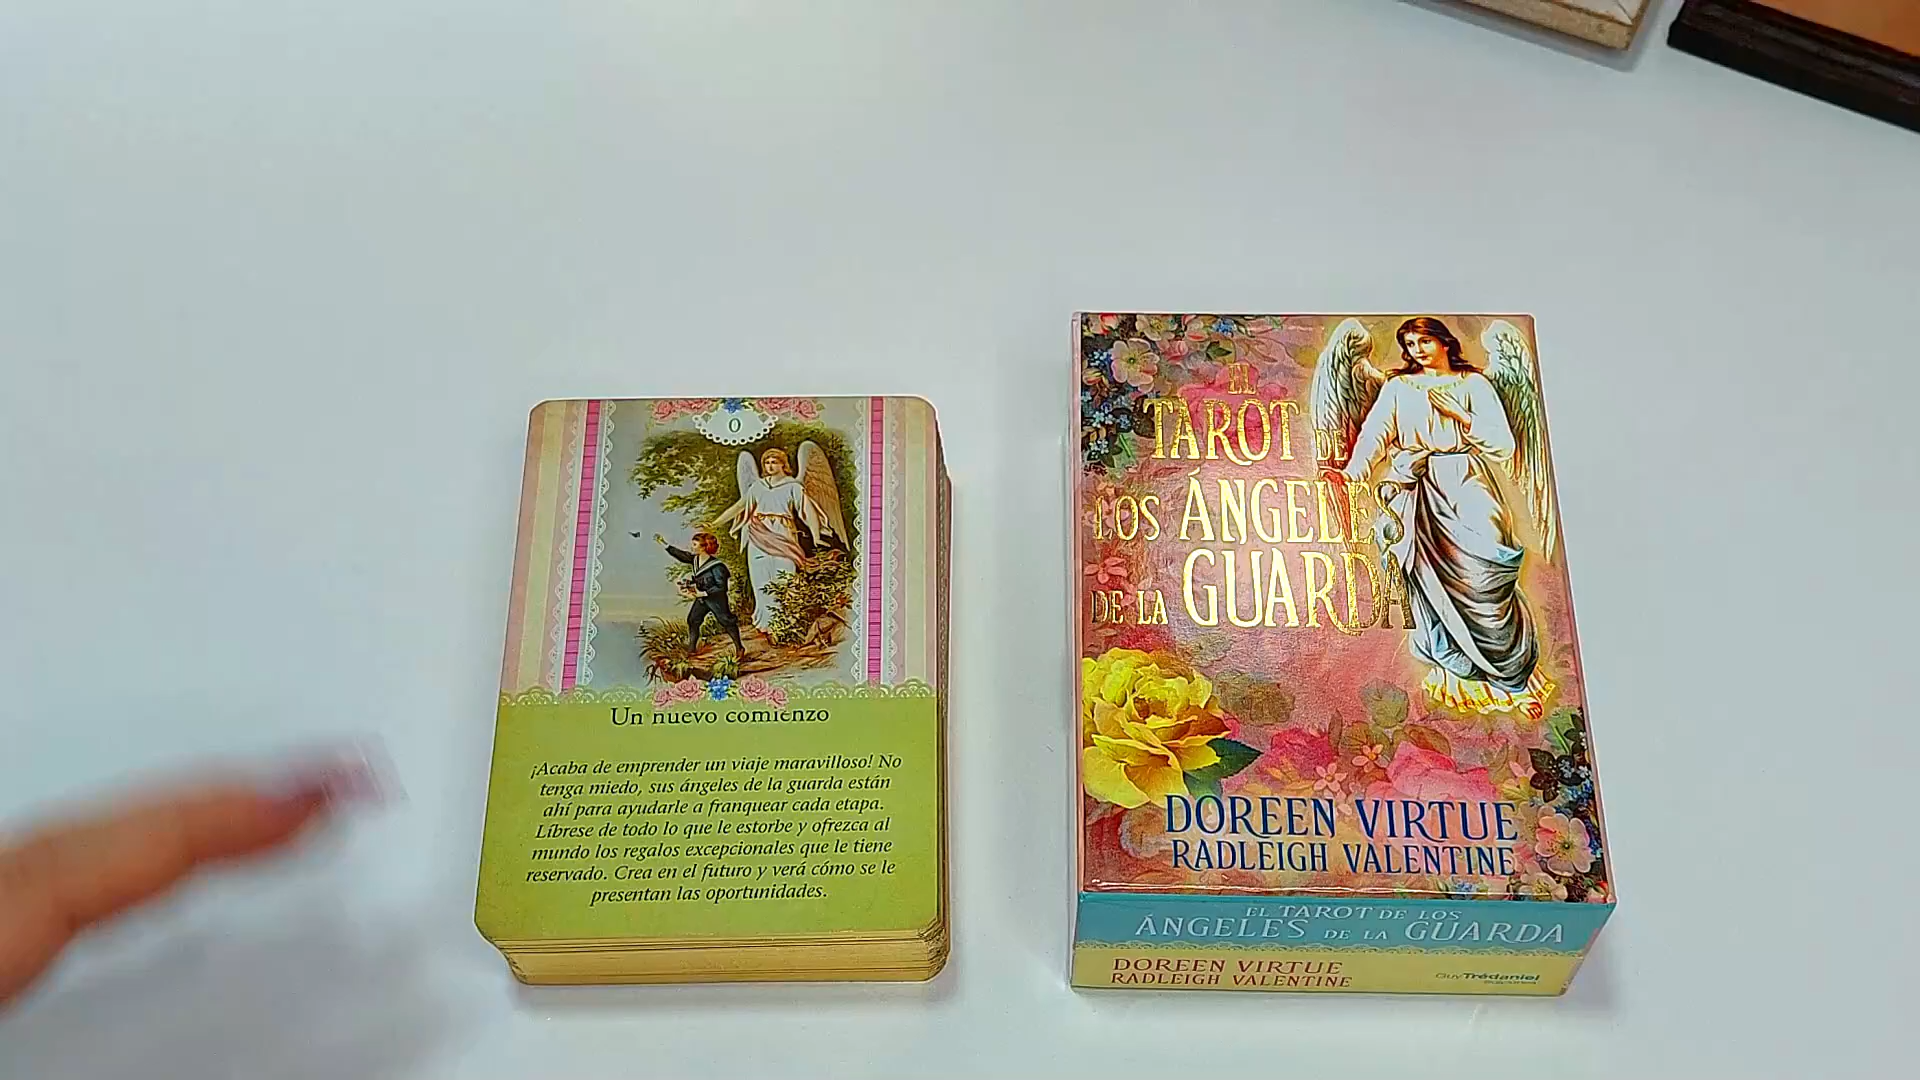 0
Un nuevo comienzo
¡Acaba de emprender un viaje maravilloso! No
tenga miedo, sus ángeles de la guarda están
ahí para ayudarle a franquear cada etapa.
Líbrese de todo lo que le estorbe y ofrezca al
mundo los regalos excepcionales que le tiene
reservado. Crea en el futuro y verá cómo se le
presentan las oportunidades.
EL
TAROT DE
LOS ÁNGELES
DE LA GUARDA
DOREEN VIRTUE
RADLEIGH VALENTINE
EL TAROT DE LOS
ÁNGELES DE LA GUARDA
DOREEN VIRTUE
RADLEIGH VALENTINE
GuyTrédaniel